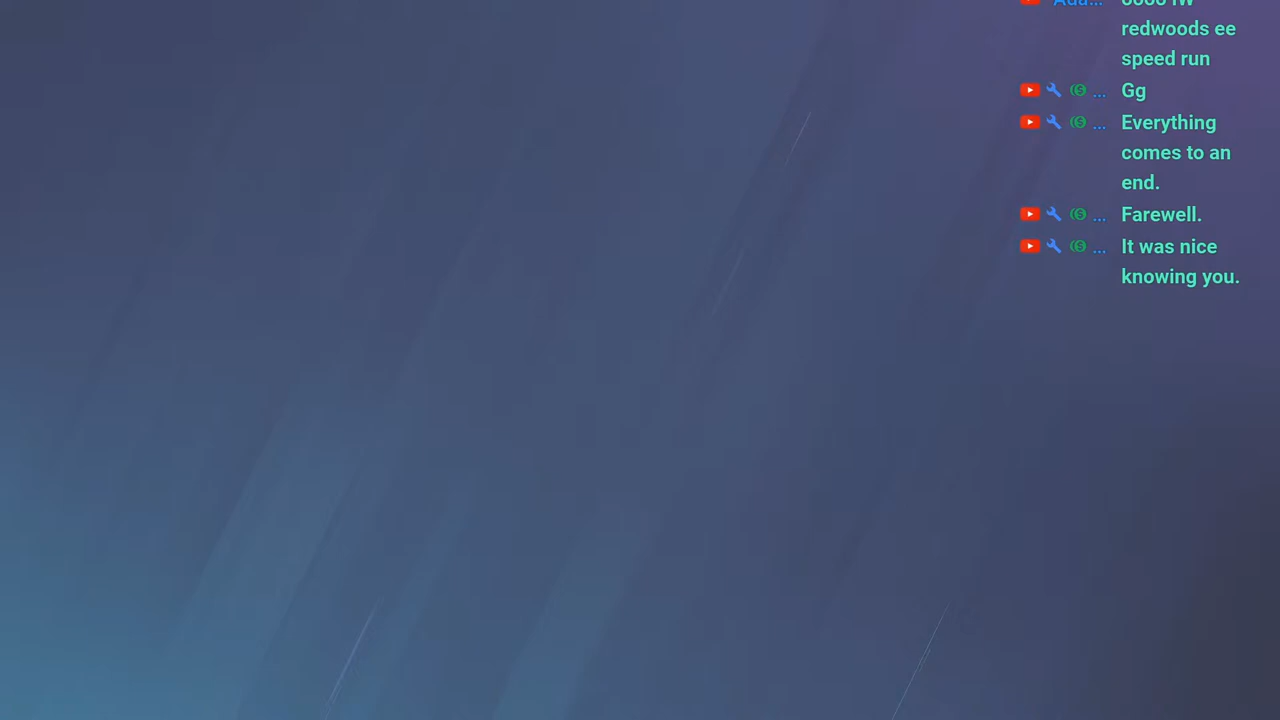 redwoods ee
speed run
... Gg
... Everything
comes to an
end.
... Farewell.
... It was nice
knowing you.